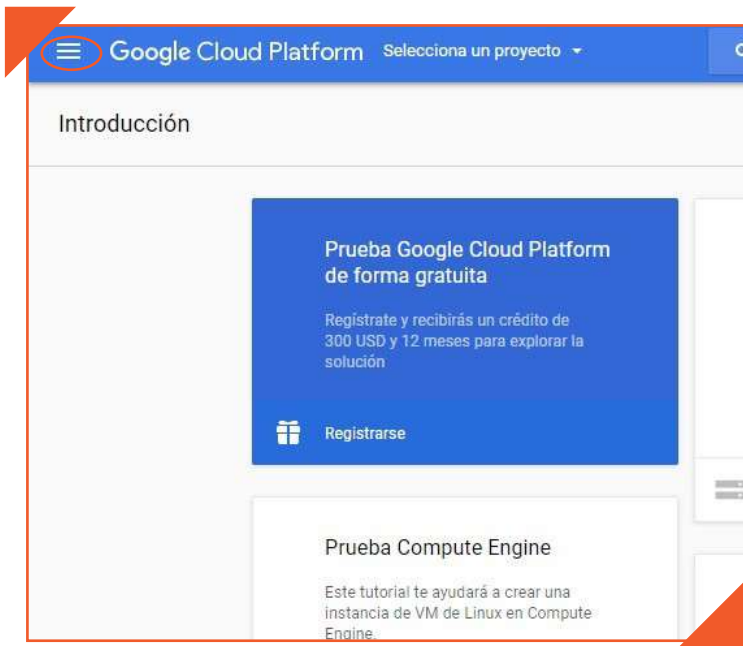 Google Cloud Platform Selecciona un proyecto
Introducción
Prueba Google Cloud Platform
de forma gratuita
Regístrate y recibirás un crédito de
300 USD y 12 meses para explorar la
solución
Registrarse
Prueba Compute Engine
Este tutorial te ayudará a crear una
instancia de VM de Linux en Compute
Engine.